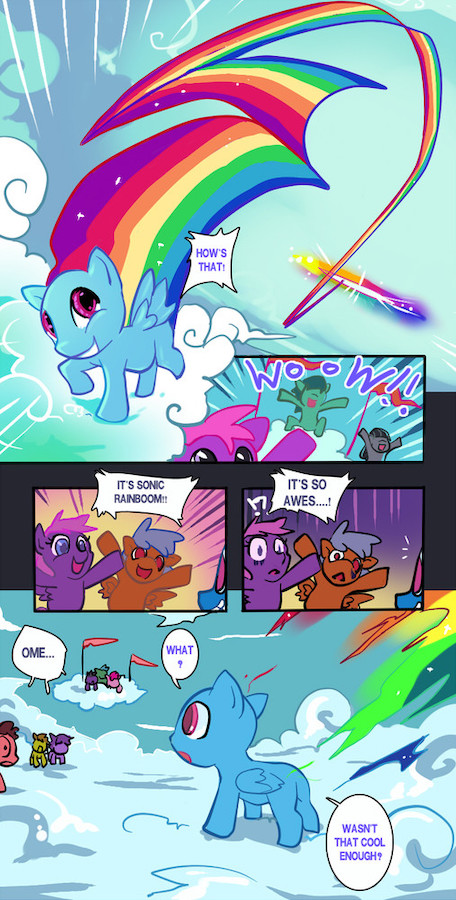 HOW'S
THAT!
WOOW!!
IT'S SONIC
RAINBOOM!!
IT'S SO
AWES....!
!?
OME...
WHAT
?
WASN'T
THAT COOL
ENOUGH?